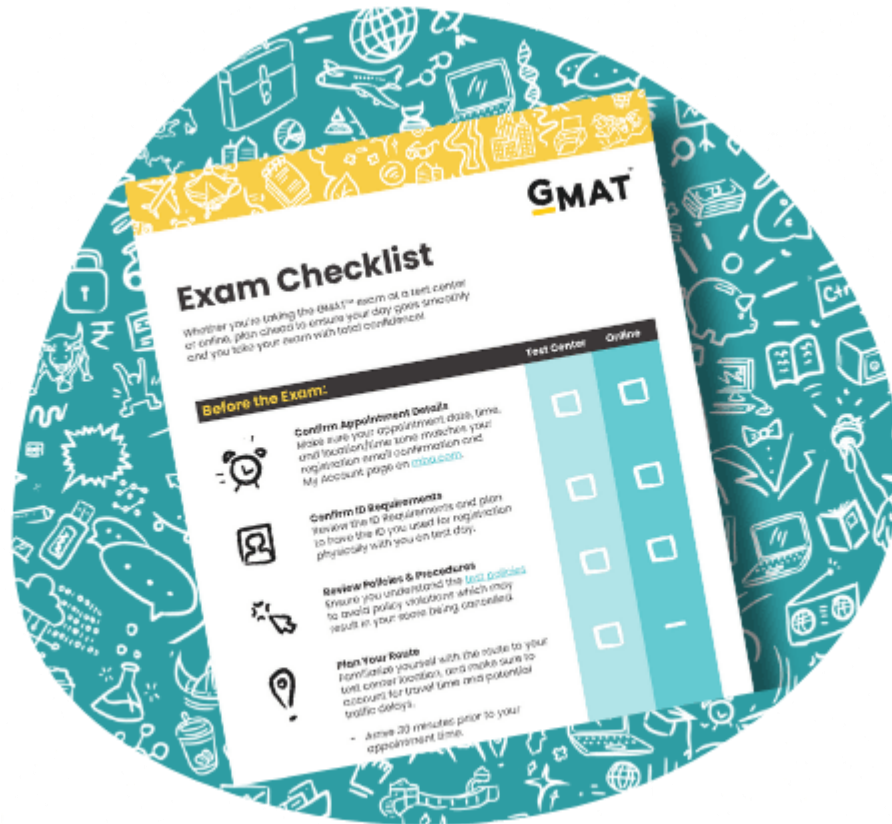 GMAT™
Exam Checklist
Whether you're taking the GMAT™ exam at a test center
or online, plan ahead to ensure your day goes smoothly
and you take your exam with total confidence!
Before the Exam:
Test Center
Online
Confirm Appointment Details
Make sure your appointment date, time,
and location/time zone matches your
registration email confirmation and
My Account page on mba.com.
Confirm ID Requirements
Review the ID Requirements and plan
to have the ID you used for registration
physically with you on test day.
Review Policies & Procedures
Ensure you understand the test policies
to avoid policy violations which may
result in your score being cancelled.
Plan Your Route
Familiarize yourself with the route to your
test center location, and make sure to
account for travel time and potential
traffic delays.
- Arrive 30 minutes prior to your
appointment time.
Ctrl